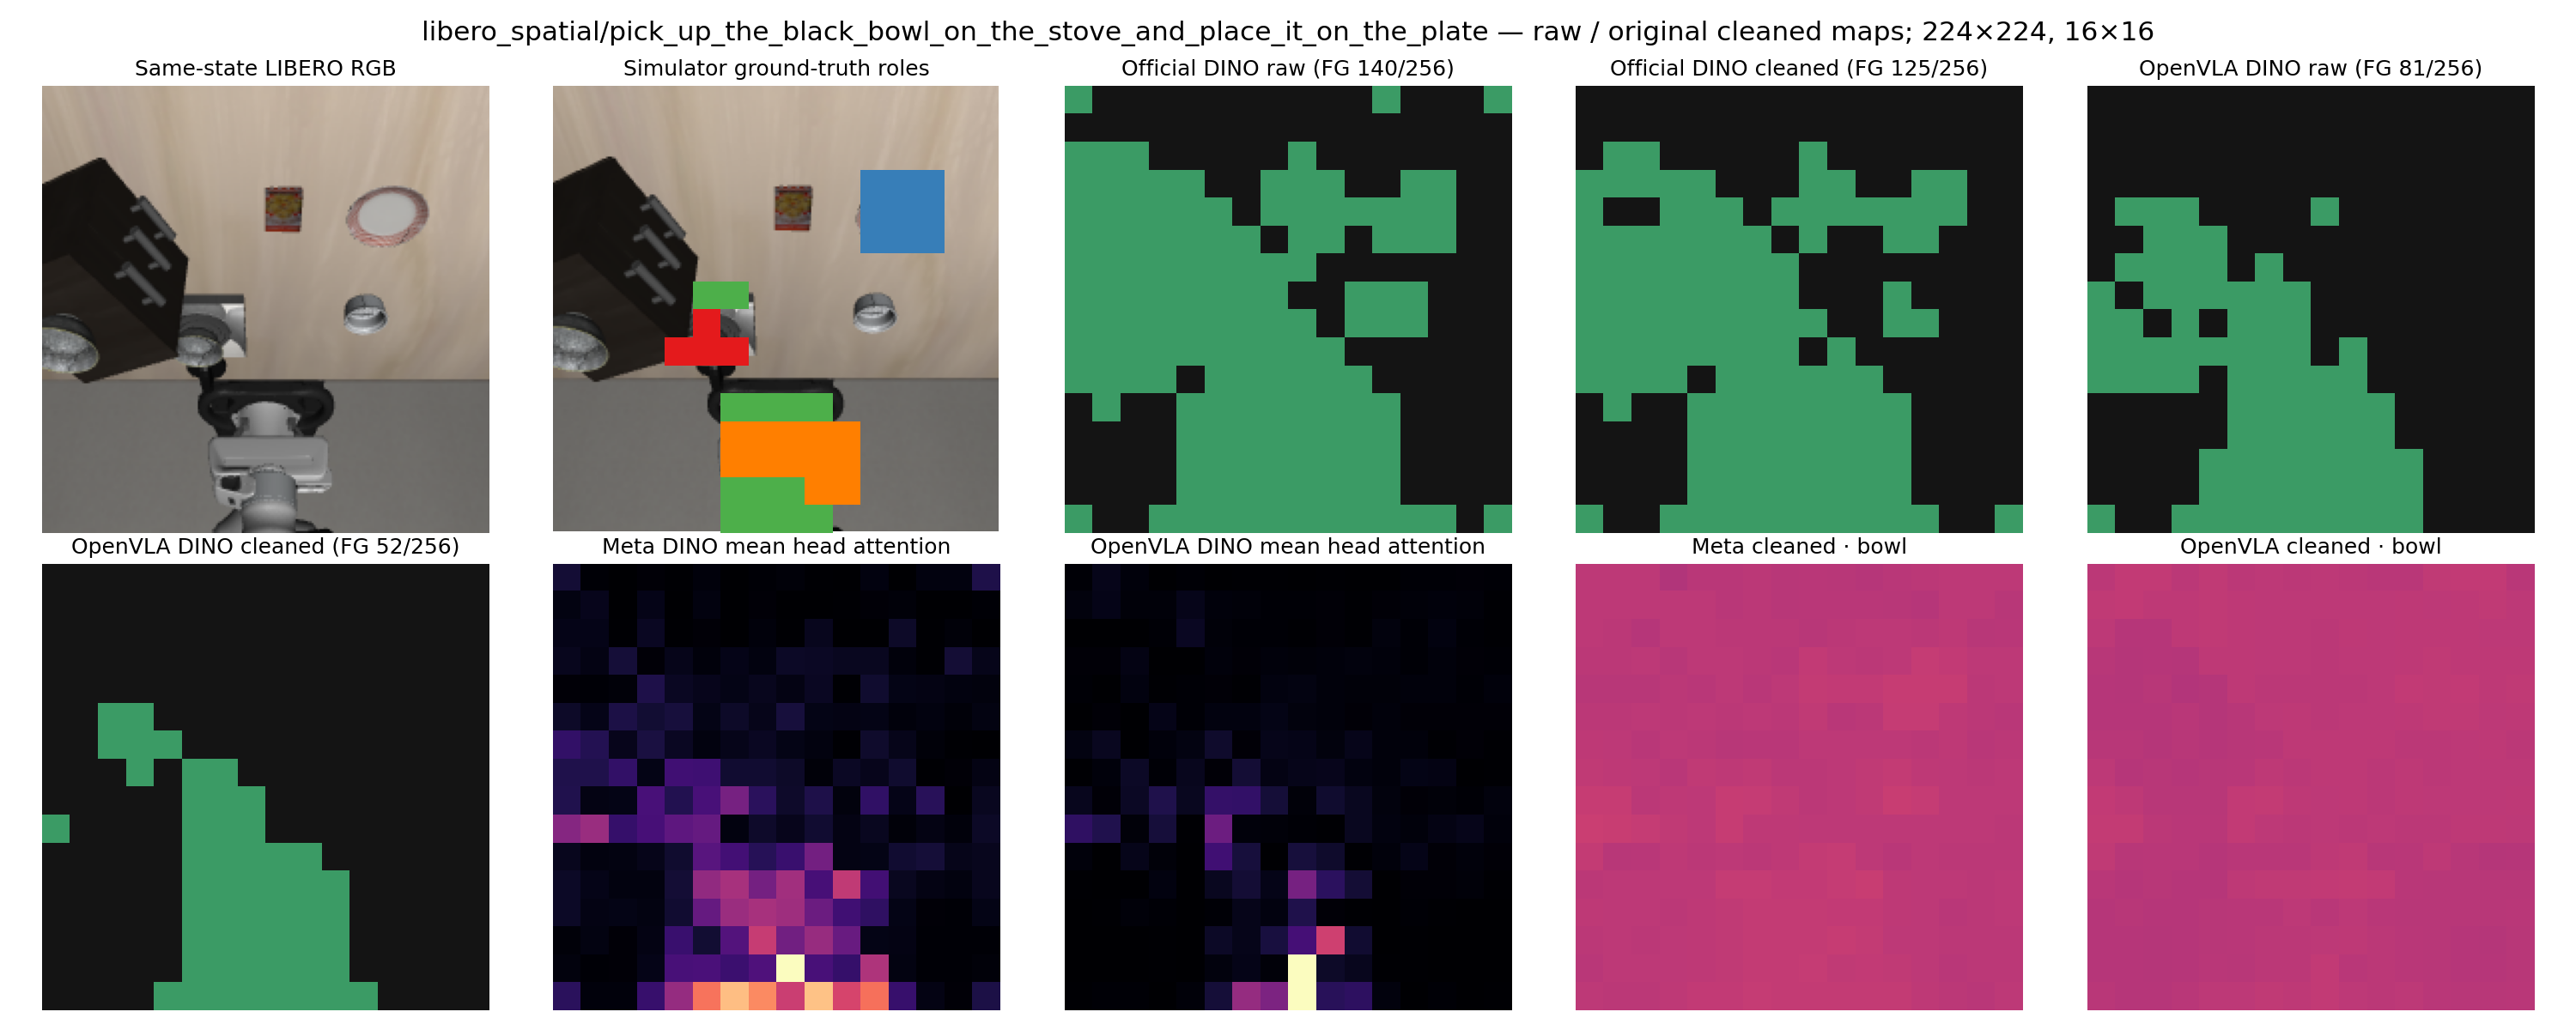 libero_spatial/pick_up_the_black_bowl_on_the_stove_and_place_it_on_the_plate — raw / original cleaned maps; 224×224, 16×16
Same-state LIBERO RGB
Simulator ground-truth roles
Official DINO raw (FG 140/256)
Official DINO cleaned (FG 125/256)
OpenVLA DINO raw (FG 81/256)
OpenVLA DINO cleaned (FG 52/256)
Meta DINO mean head attention
OpenVLA DINO mean head attention
Meta cleaned · bowl
OpenVLA cleaned · bowl